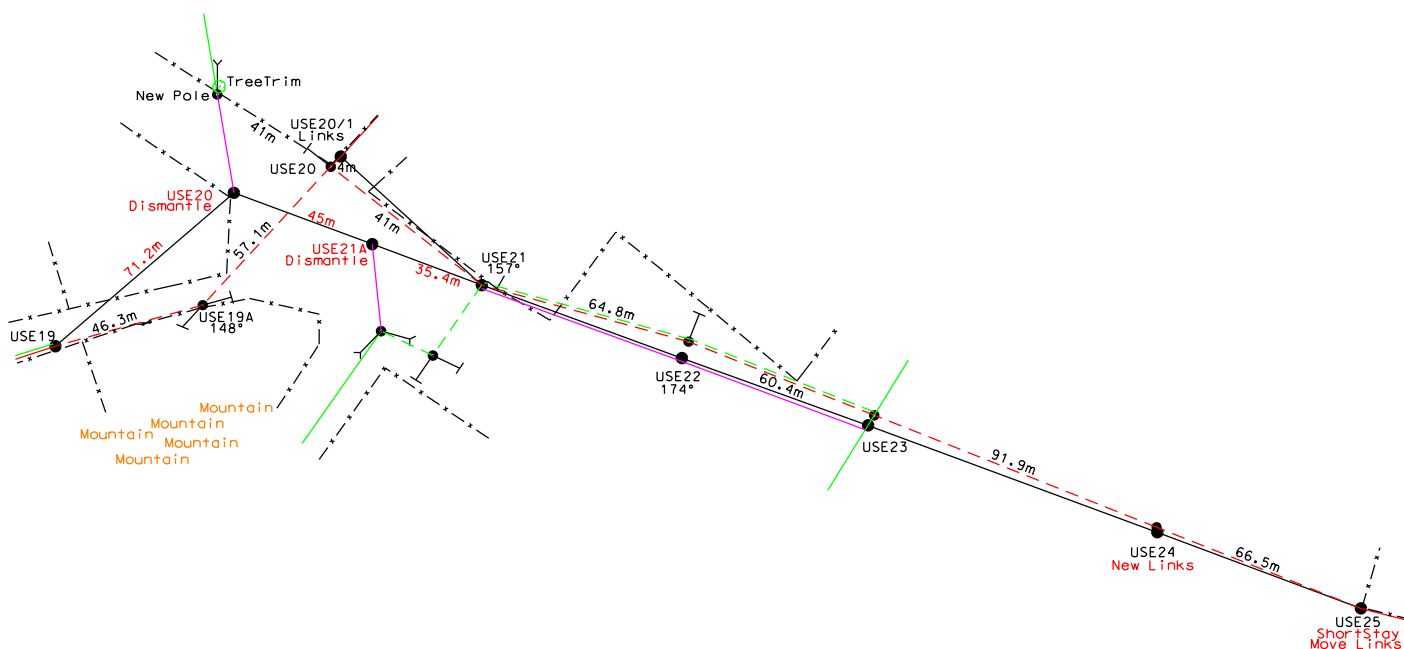 TreeTrim
New Pole
41m
USE20/1
Links
USE20
4m
USE20
Dismantle
41m
45m
57.1m
71.2m
USE21A
Dismantle
35.4m
USE21
157°
64.8m
46.3m
USE19A
148°
USE19
USE22
174°
60.4m
Mountain
Mountain
Mountain
Mountain
Mountain
USE23
91.9m
USE24
New Links
66.5m
USE25
ShortStay
Move Links